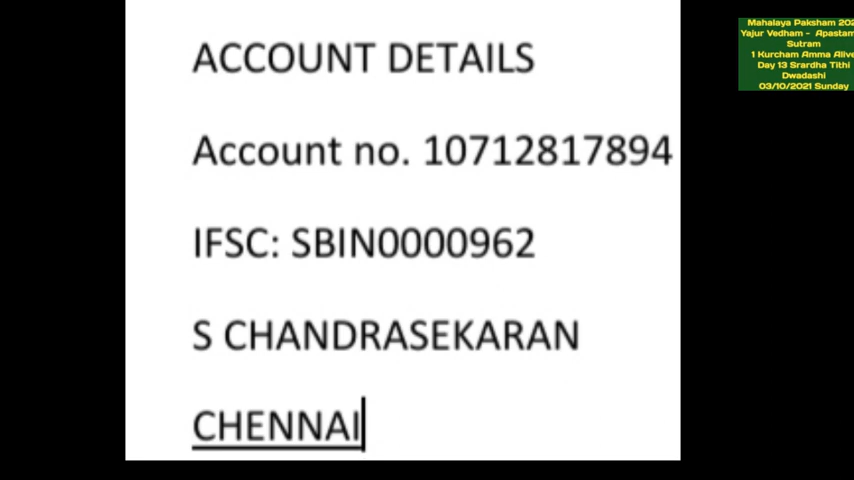 ACCOUNT DETAILS
Account no. 10712817894
IFSC: SBIN0000962
S CHANDRASEKARAN
CHENNAI
Mahalaya Paksham
Yajur Vedham - Apastam
Sutram
1 Kurcham Amma Alive
Day 13 Srardha Tithi
Dwadashi
03/10/2021 Sunday